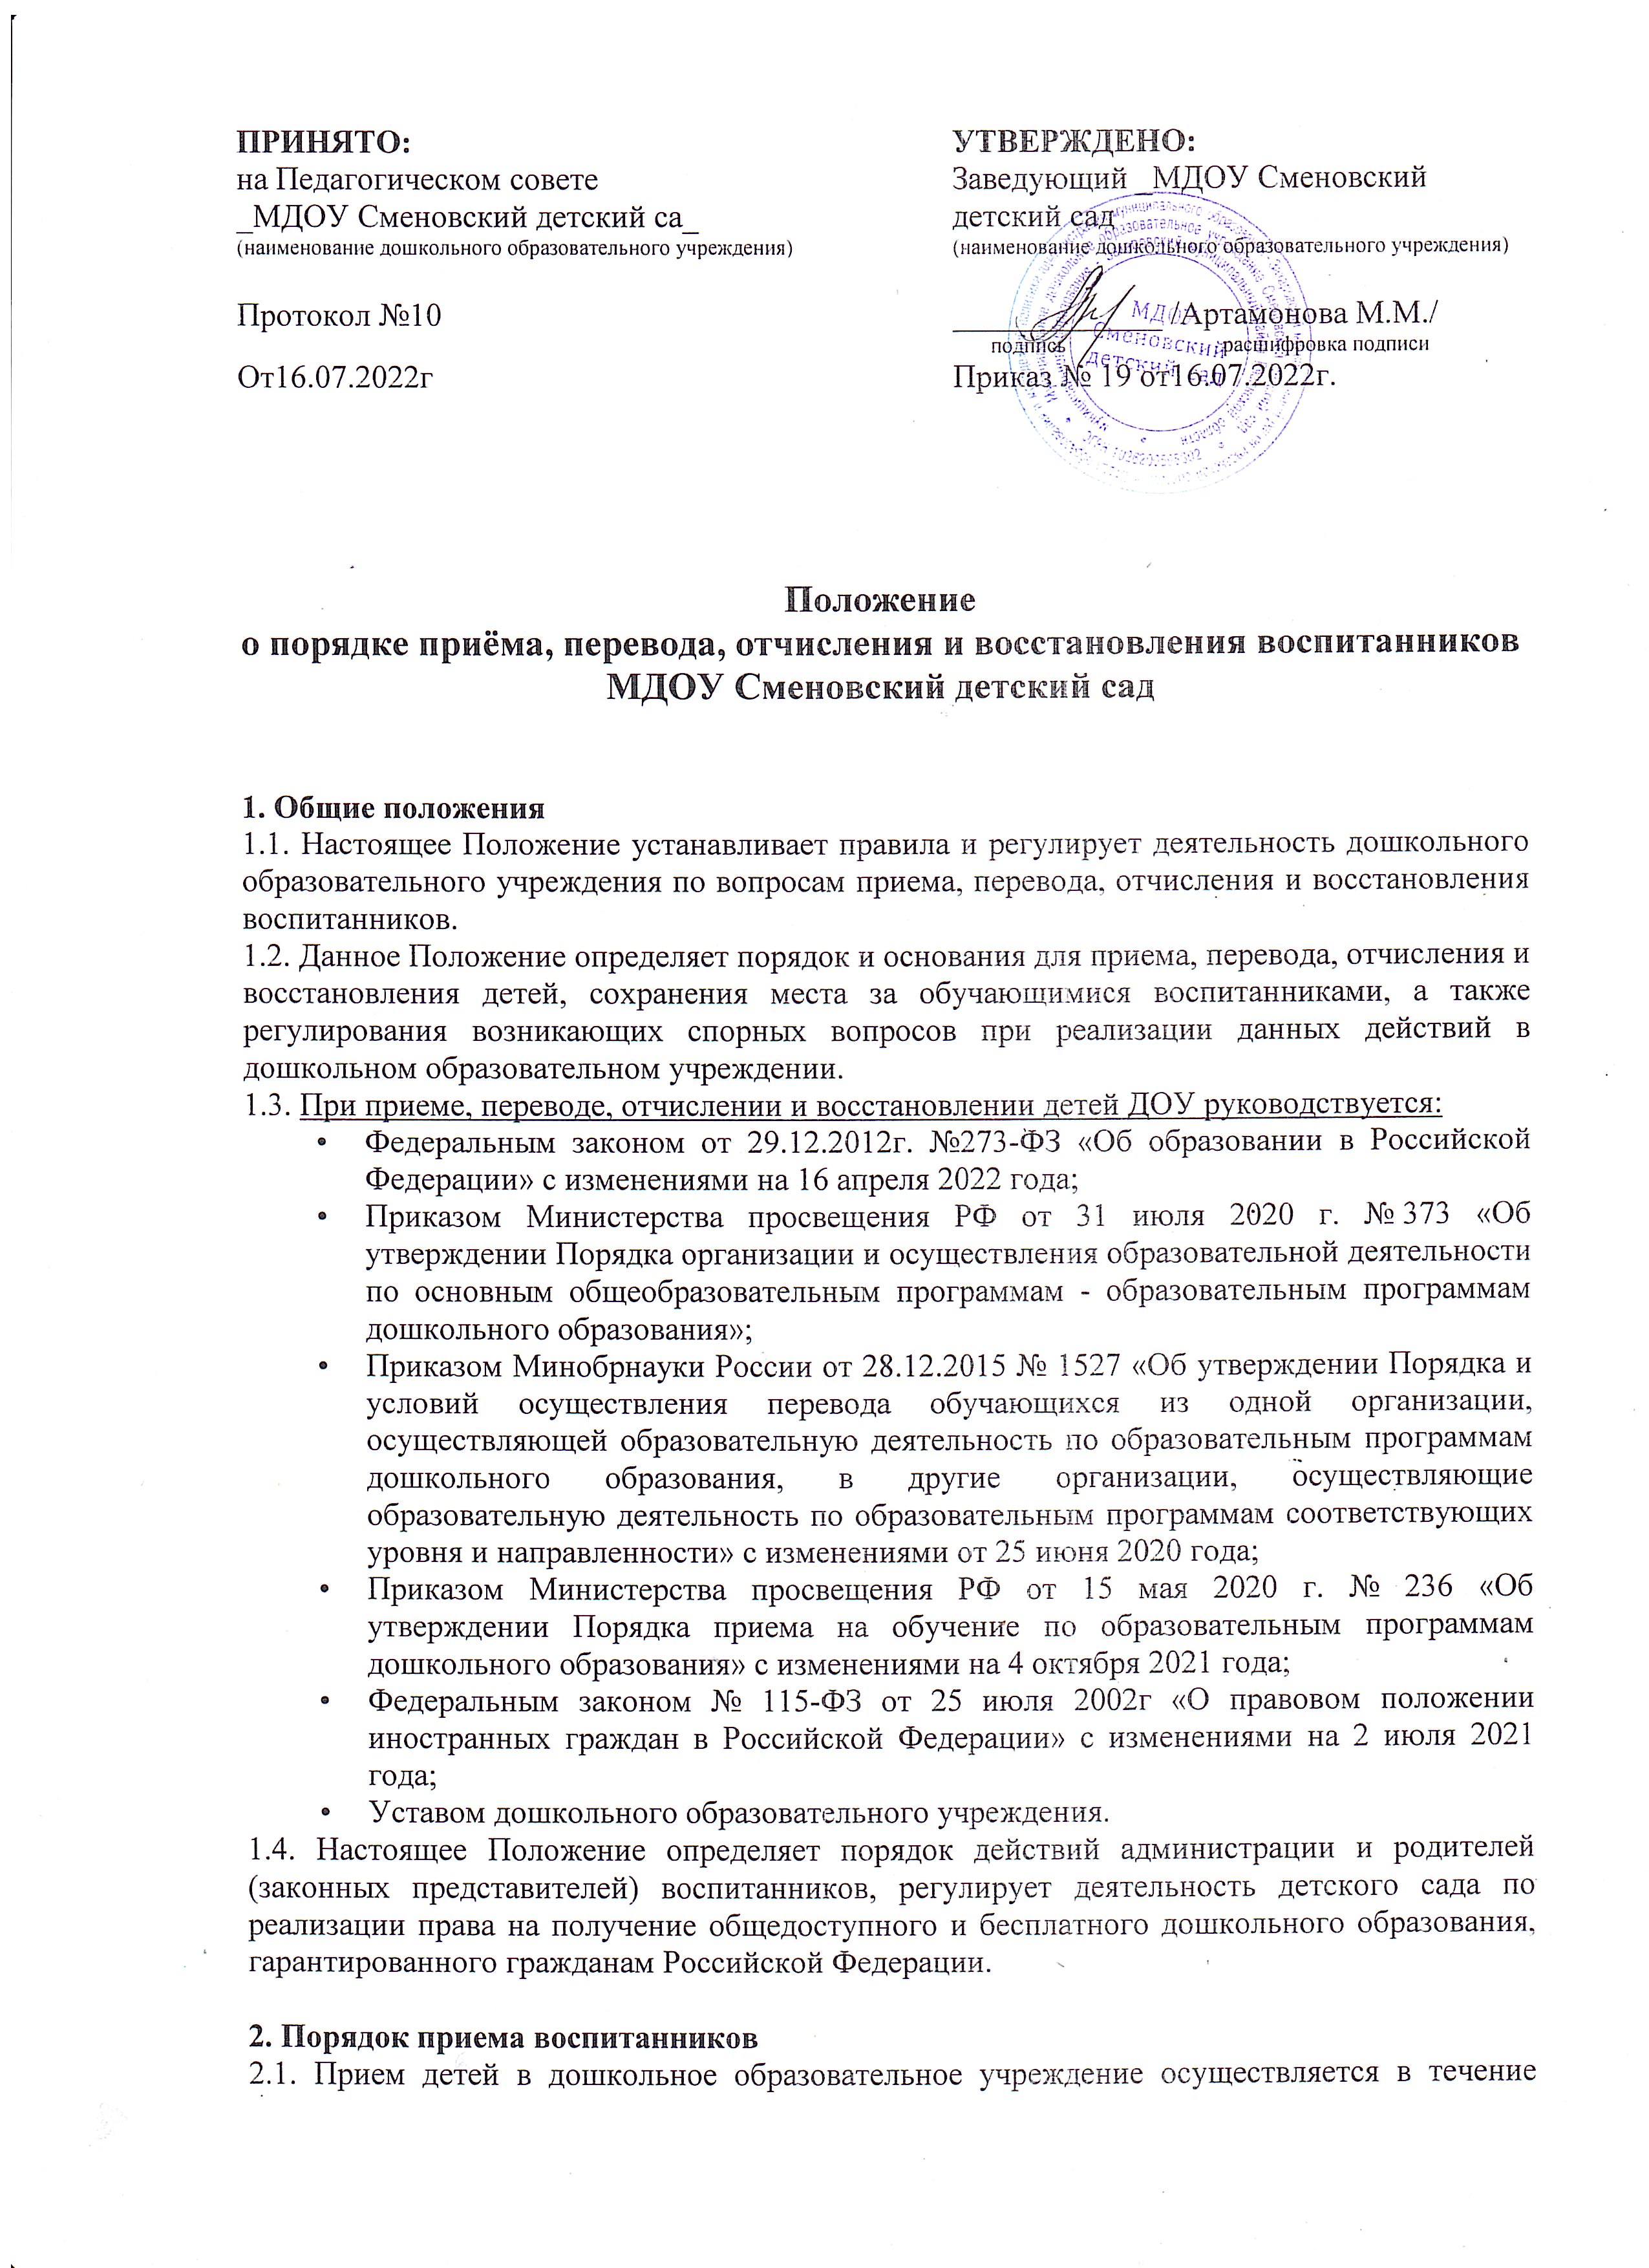 ПРИНЯТО:
на Педагогическом совете
_МДОУ Сменовский детский са_
(наименование дошкольного образовательного учреждения)
Протокол №10
От16.07.2022г
УТВЕРЖДЕНО:
Заведующий _МДОУ Сменовский
детский сад
(наименование дошкольного образовательного учреждения)
/Артамонова М.М./
подпись расшифровка подписи
Приказ № 19 от16.07.2022г.
МДОУ
Сменовский
детский сад
Положение
о порядке приёма, перевода, отчисления и восстановления воспитанников
МДОУ Сменовский детский сад
1. Общие положения
1.1. Настоящее Положение устанавливает правила и регулирует деятельность дошкольного
образовательного учреждения по вопросам приема, перевода, отчисления и восстановления
воспитанников.
1.2. Данное Положение определяет порядок и основания для приема, перевода, отчисления и
восстановления детей, сохранения места за обучающимися воспитанниками, а также
регулирования возникающих спорных вопросов при реализации данных действий в
дошкольном образовательном учреждении.
1.3. При приеме, переводе, отчислении и восстановлении детей ДОУ руководствуется:
• Федеральным законом от 29.12.2012г. №273-ФЗ «Об образовании в Российской
Федерации» с изменениями на 16 апреля 2022 года;
• Приказом Министерства просвещения РФ от 31 июля 2020 г. № 373 «Об
утверждении Порядка организации и осуществления образовательной деятельности
по основным общеобразовательным программам - образовательным программам
дошкольного образования»;
• Приказом Минобрнауки России от 28.12.2015 № 1527 «Об утверждении Порядка и
условий осуществления перевода обучающихся из одной организации,
осуществляющей образовательную деятельность по образовательным программам
дошкольного образования, в другие организации, осуществляющие
образовательную деятельность по образовательным программам соответствующих
уровня и направленности» с изменениями от 25 июня 2020 года;
• Приказом Министерства просвещения РФ от 15 мая 2020 г. № 236 «Об
утверждении Порядка приема на обучение по образовательным программам
дошкольного образования» с изменениями на 4 октября 2021 года;
• Федеральным законом № 115-ФЗ от 25 июля 2002г «О правовом положении
иностранных граждан в Российской Федерации» с изменениями на 2 июля 2021
года;
• Уставом дошкольного образовательного учреждения.
1.4. Настоящее Положение определяет порядок действий администрации и родителей
(законных представителей) воспитанников, регулирует деятельность детского сада по
реализации права на получение общедоступного и бесплатного дошкольного образования,
гарантированного гражданам Российской Федерации.
2. Порядок приема воспитанников
2.1. Прием детей в дошкольное образовательное учреждение осуществляется в течение